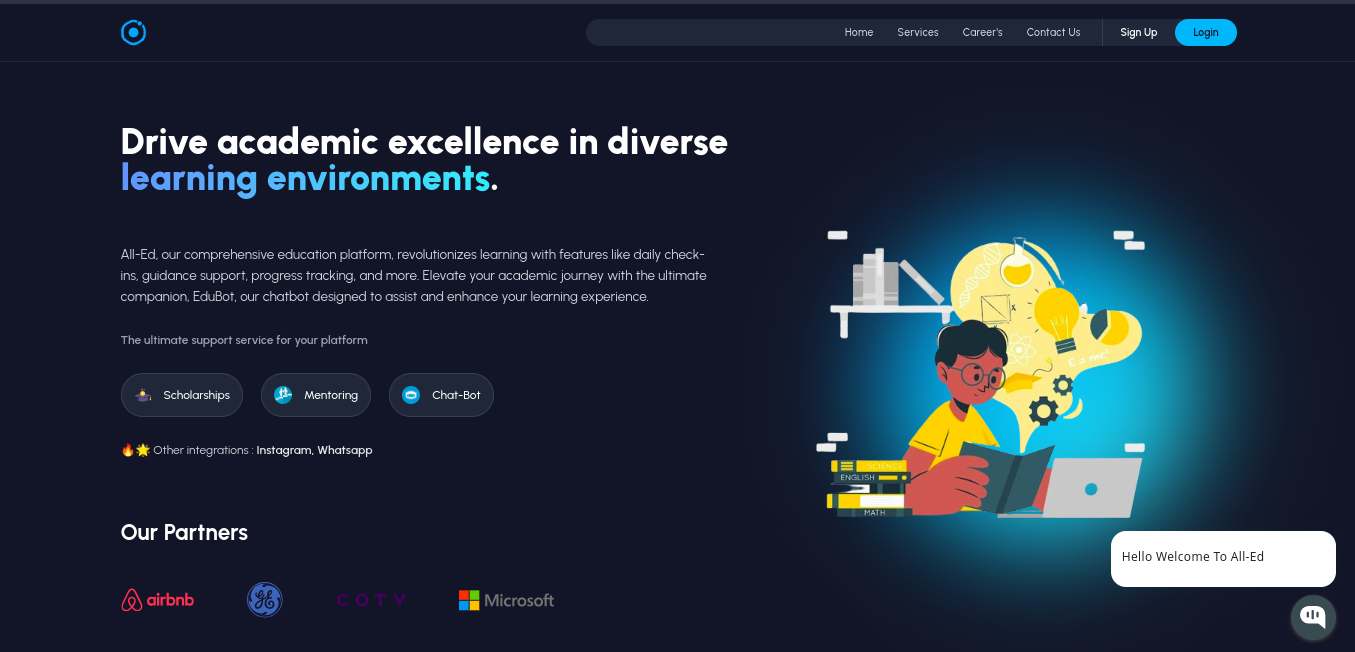 Home Services Career's Contact Us Sign Up Login
Drive academic excellence in diverse
learning environments.
All-Ed, our comprehensive education platform, revolutionizes learning with features like daily check-
ins, guidance support, progress tracking, and more. Elevate your academic journey with the ultimate
companion, EduBot, our chatbot designed to assist and enhance your learning experience.
The ultimate support service for your platform
Scholarships Mentoring Chat-Bot
🔥🌟 Other integrations : Instagram, Whatsapp
Our Partners
airbnb GE COTY Microsoft
x
E = mc²
SCIENCE
ENGLISH
MATH
Hello Welcome To All-Ed